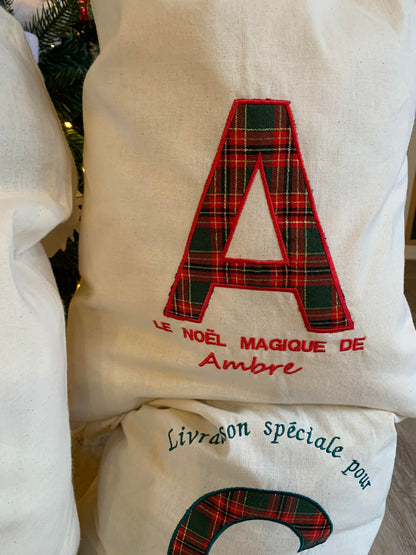 A
LE NOËL MAGIQUE DE
Ambre
Livraison spéciale pour